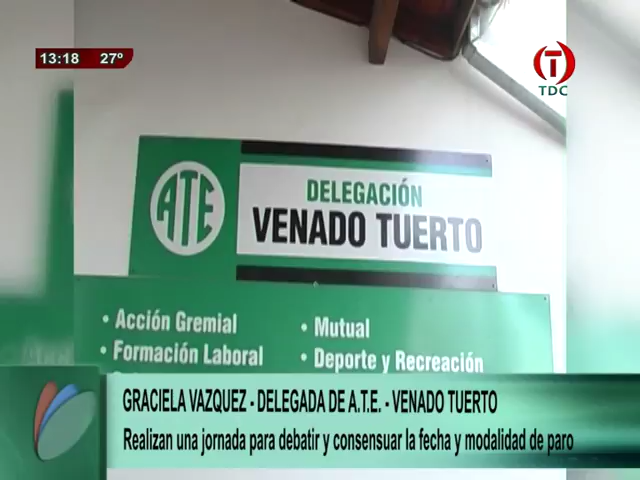 13:18 27º
TDC
ATE
DELEGACIÓN
VENADO TUERTO
• Acción Gremial
• Formación Laboral
• Mutual
• Deporte y Recreación
GRACIELA VAZQUEZ - DELEGADA DE A.T.E. - VENADO TUERTO
Realizan una jornada para debatir y consensuar la fecha y modalidad de paro